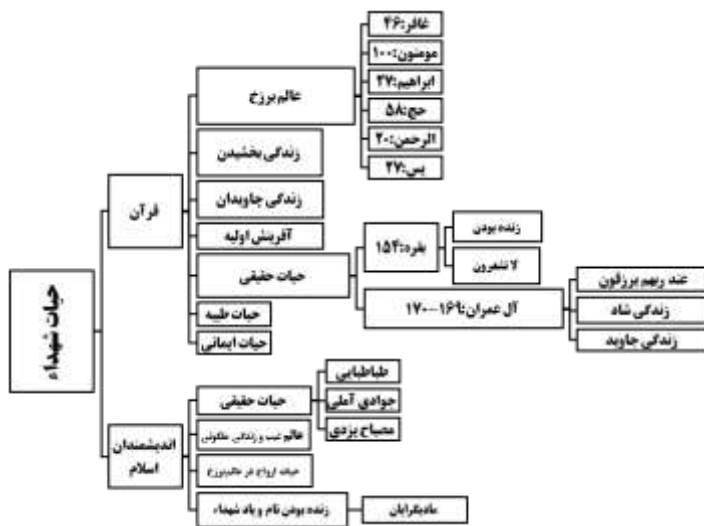 حیات شهداء
قرآن
عالم برزخ
غافر:۴۶
مومنون:۱۰۰
ابراهیم:۲۷
حج:۵۸
الرحمن:۲۰
یس:۲۷
زندگی بخشیدن
زندگی جاویدان
آفرینش اولیه
حیات حقیقی
بقره:۱۵۴
زنده بودن
لا تشعرون
آل عمران:۱۶۹-۱۷۰
عند ربهم یرزقون
زندگی شاد
زندگی جاوید
حیات طیبه
حیات ایمانی
اندیشمندان
اسلام
حیات حقیقی
طباطبایی
جوادی آملی
مصباح یزدی
عالم غیب و زندگی ملکوتی
حیات ارواح در عالم‌برزخ
زنده بودن نام و یاد شهداء
مادیگرایان